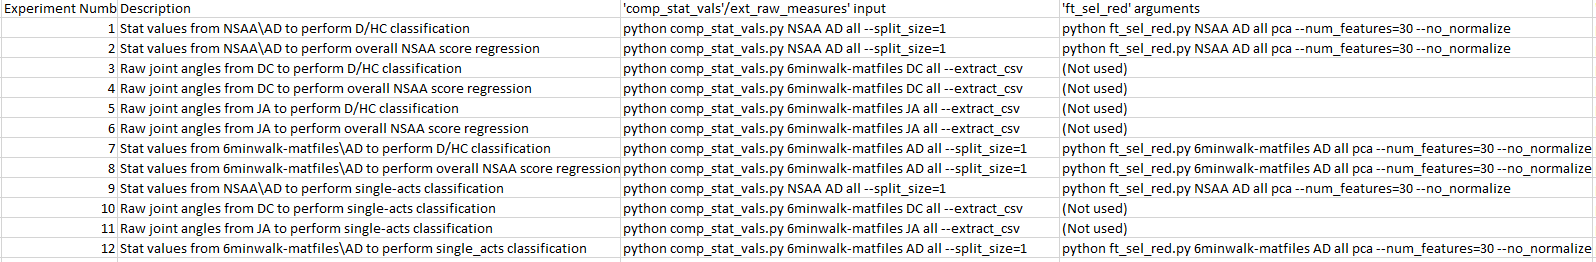 Experiment Numb Description 'comp_stat_vals'/ext_raw_measures' input 'ft_sel_red' arguments
1 Stat values from NSAA\AD to perform D/HC classification python comp_stat_vals.py NSAA AD all --split_size=1 python ft_sel_red.py NSAA AD all pca --num_features=30 --no_normalize
2 Stat values from NSAA\AD to perform overall NSAA score regression python comp_stat_vals.py NSAA AD all --split_size=1 python ft_sel_red.py NSAA AD all pca --num_features=30 --no_normalize
3 Raw joint angles from DC to perform D/HC classification python comp_stat_vals.py 6minwalk-matfiles DC all --extract_csv (Not used)
4 Raw joint angles from DC to perform overall NSAA score regression python comp_stat_vals.py 6minwalk-matfiles DC all --extract_csv (Not used)
5 Raw joint angles from JA to perform D/HC classification python comp_stat_vals.py 6minwalk-matfiles JA all --extract_csv (Not used)
6 Raw joint angles from JA to perform overall NSAA score regression python comp_stat_vals.py 6minwalk-matfiles JA all --extract_csv (Not used)
7 Stat values from 6minwalk-matfiles\AD to perform D/HC classification python comp_stat_vals.py 6minwalk-matfiles AD all --split_size=1 python ft_sel_red.py 6minwalk-matfiles AD all pca --num_features=30 --no_normalize
8 Stat values from 6minwalk-matfiles\AD to perform overall NSAA score regression python comp_stat_vals.py 6minwalk-matfiles AD all --split_size=1 python ft_sel_red.py 6minwalk-matfiles AD all pca --num_features=30 --no_normalize
9 Stat values from NSAA\AD to perform single-acts classification python comp_stat_vals.py NSAA AD all --split_size=1 python ft_sel_red.py NSAA AD all pca --num_features=30 --no_normalize
10 Raw joint angles from DC to perform single-acts classification python comp_stat_vals.py 6minwalk-matfiles DC all --extract_csv (Not used)
11 Raw joint angles from JA to perform single-acts classification python comp_stat_vals.py 6minwalk-matfiles JA all --extract_csv (Not used)
12 Stat values from 6minwalk-matfiles\AD to perform single_acts classification python comp_stat_vals.py 6minwalk-matfiles AD all --split_size=1 python ft_sel_red.py 6minwalk-matfiles AD all pca --num_features=30 --no_normalize